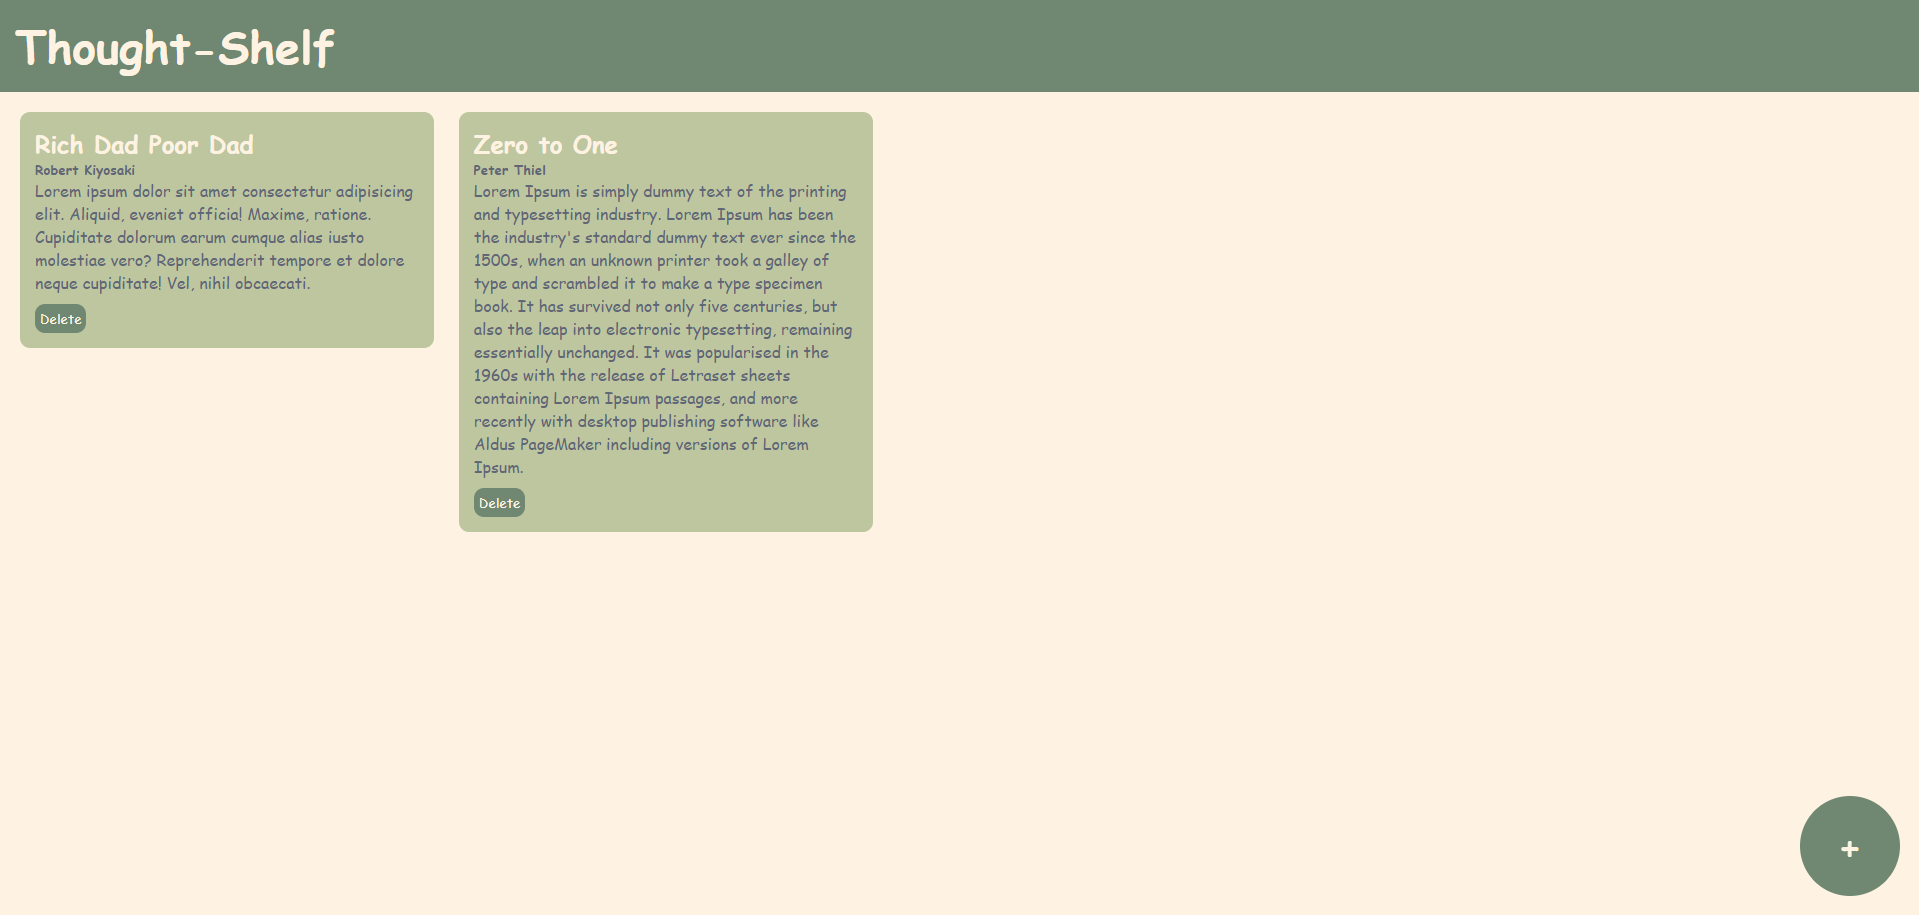 Thought-Shelf
Rich Dad Poor Dad
Robert Kiyosaki
Lorem ipsum dolor sit amet consectetur adipisicing
elit. Aliquid, eveniet officia! Maxime, ratione.
Cupiditate dolorum earum cumque alias iusto
molestiae vero? Reprehenderit tempore et dolore
neque cupiditate! Vel, nihil obcaecati.
Delete
Zero to One
Peter Thiel
Lorem Ipsum is simply dummy text of the printing
and typesetting industry. Lorem Ipsum has been
the industry's standard dummy text ever since the
1500s, when an unknown printer took a galley of
type and scrambled it to make a type specimen
book. It has survived not only five centuries, but
also the leap into electronic typesetting, remaining
essentially unchanged. It was popularised in the
1960s with the release of Letraset sheets
containing Lorem Ipsum passages, and more
recently with desktop publishing software like
Aldus PageMaker including versions of Lorem
Ipsum.
Delete
+